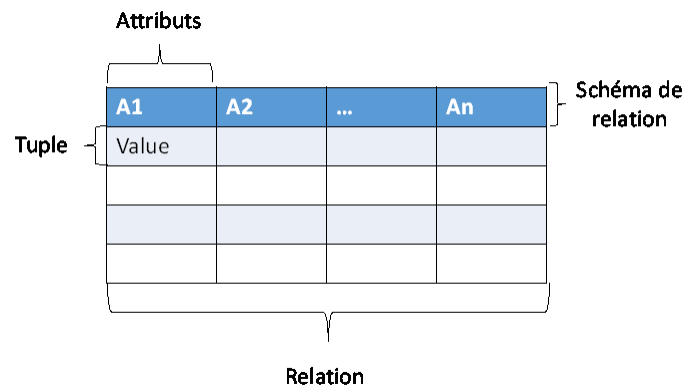 Attributs
A1 A2 ... An
Schéma de
relation
Tuple
Value
Relation